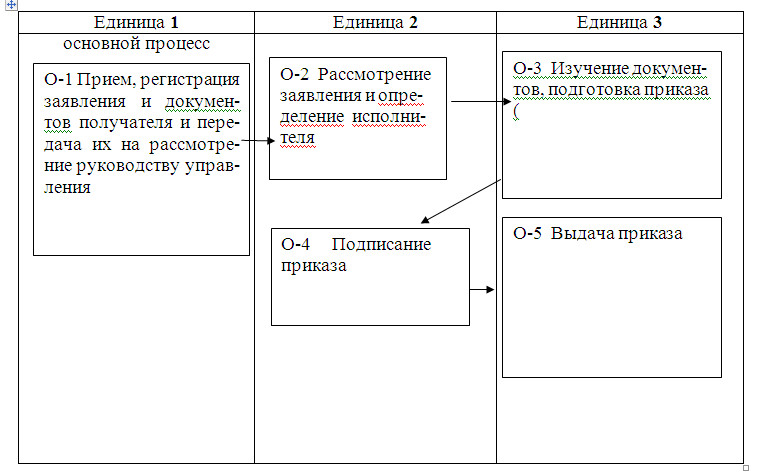 Единица 1
Единица 2
Единица 3
основной процесс
О-1 Прием, регистрация
заявления и докумен-
тов получателя и пере-
дача их на рассмотре-
ние руководству управ-
ления
О-2 Рассмотрение
заявления и опре-
деление исполни-
теля
О-3 Изучение докумен-
тов, подготовка приказа
(
О-4 Подписание
приказа
О-5 Выдача приказа